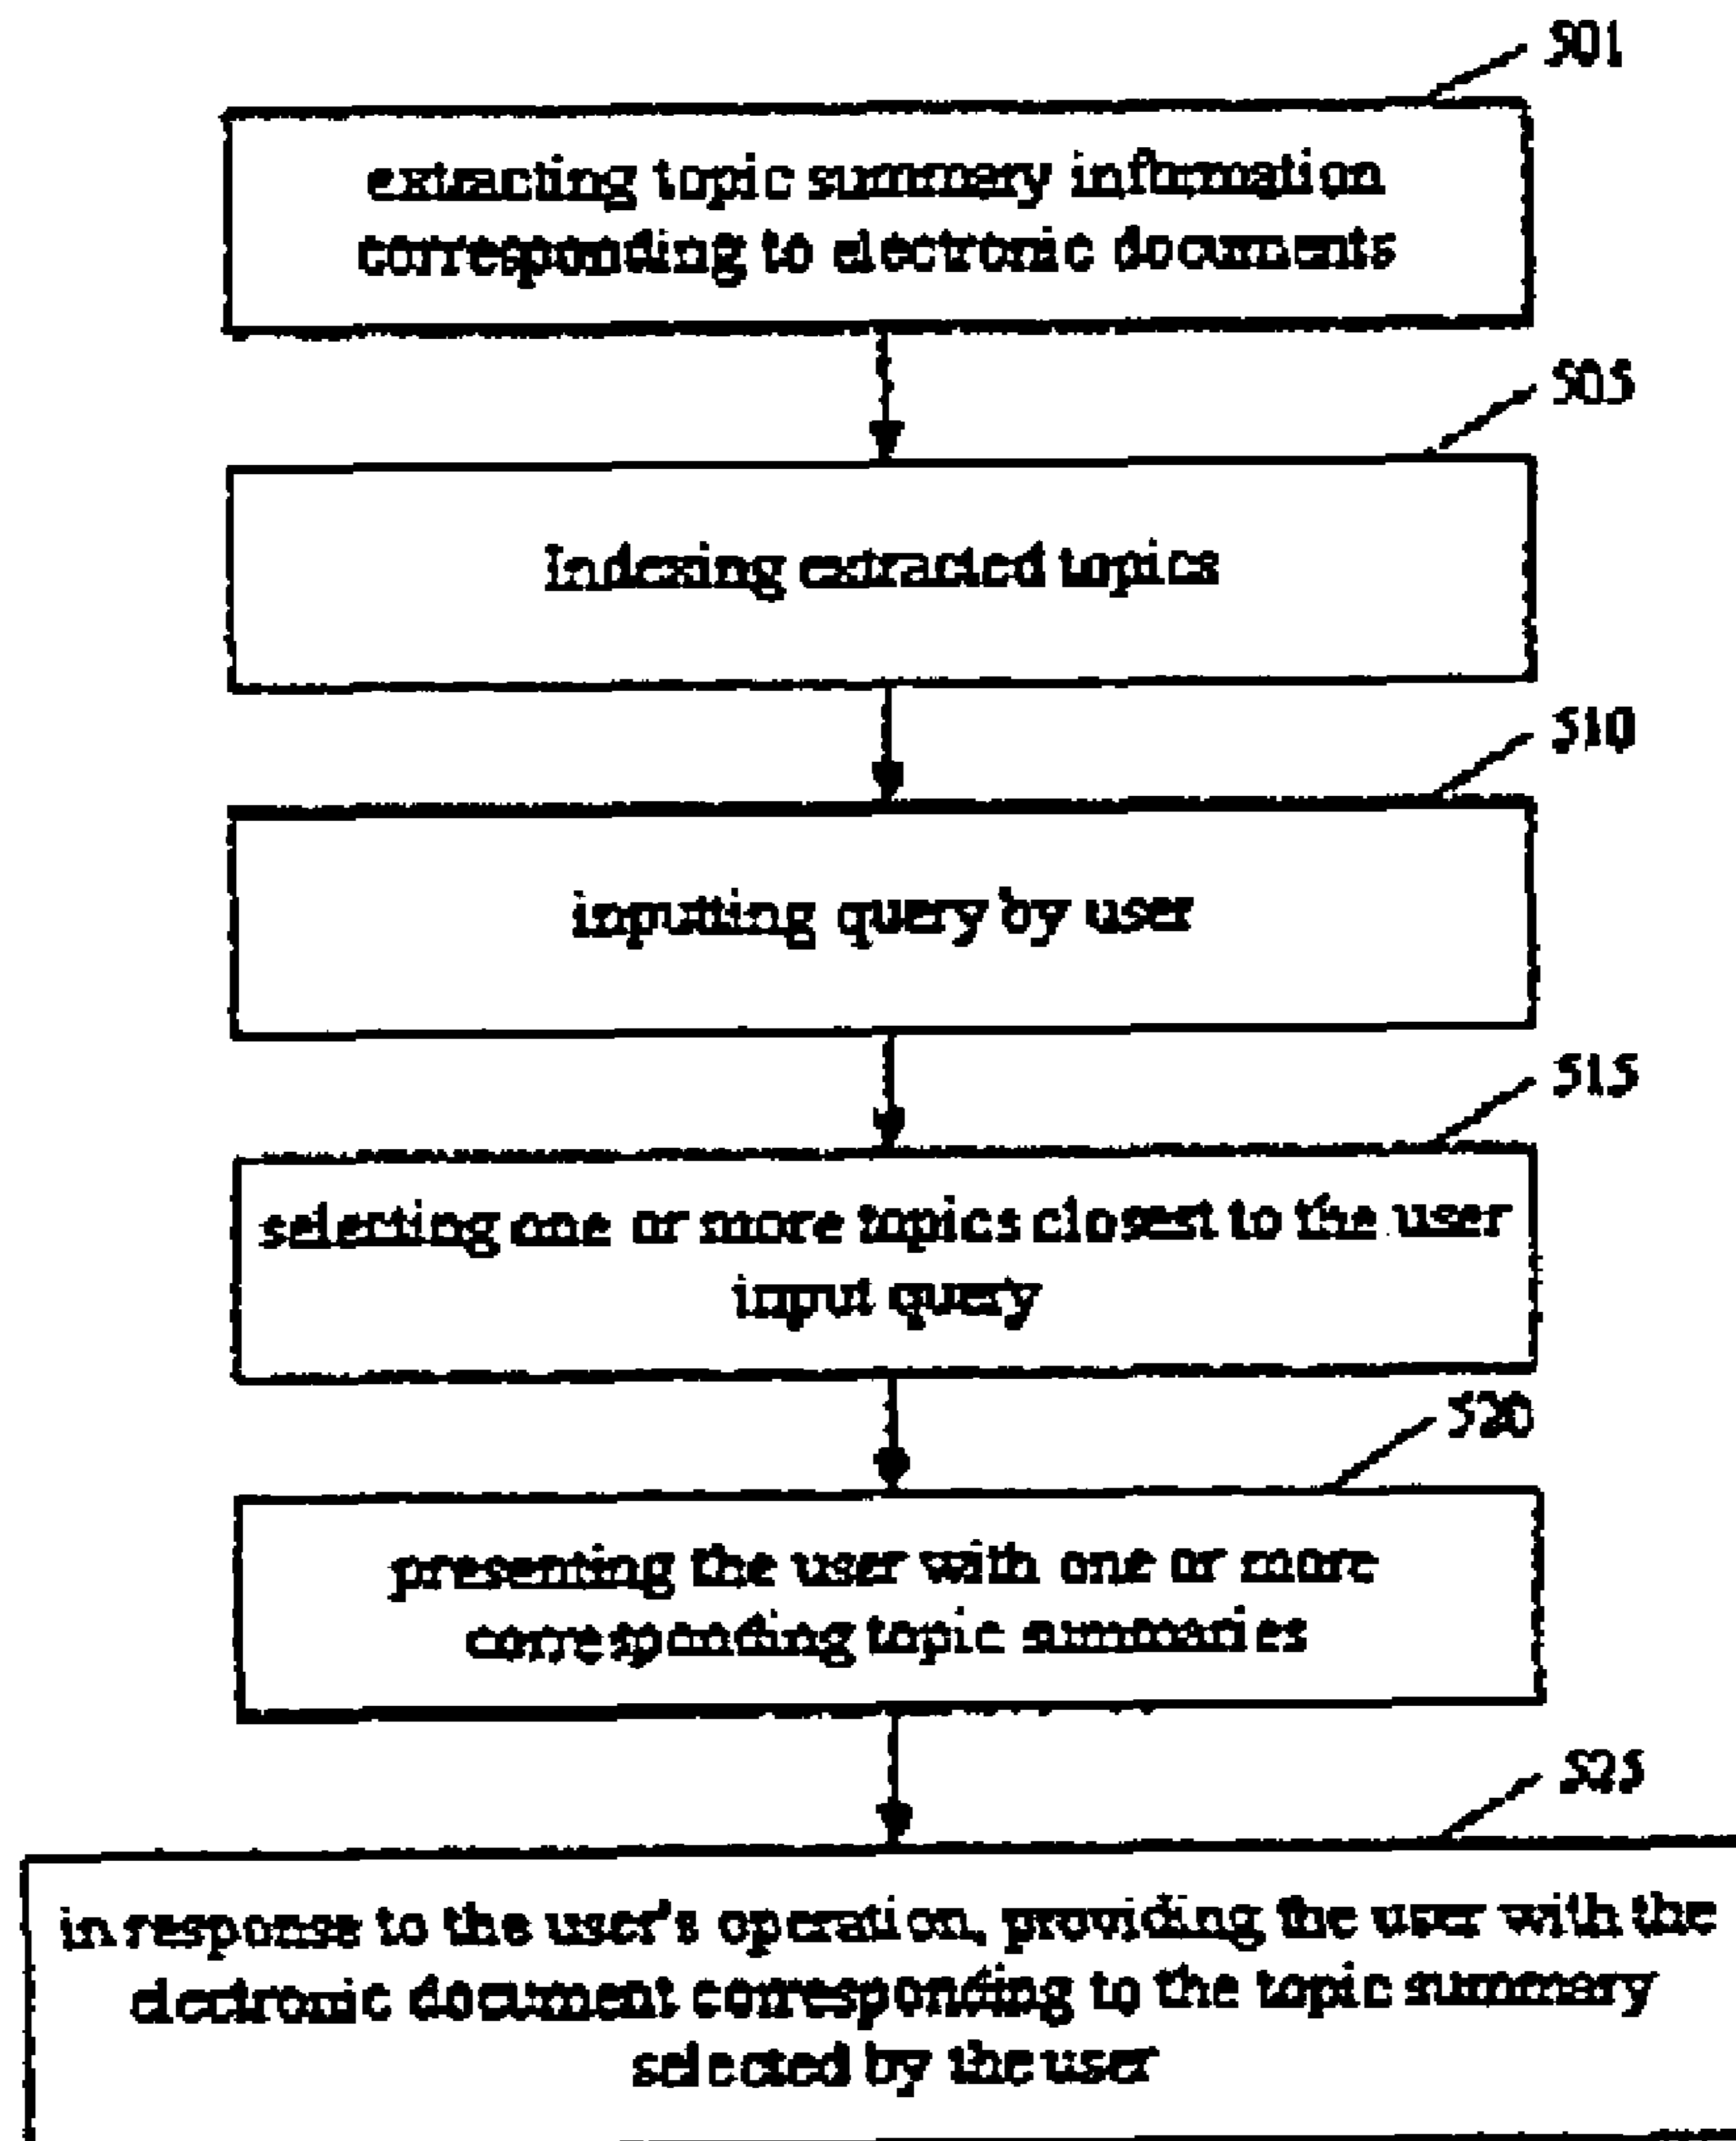 501
extracting topic summary information
corresponding to electronic documents
505
Indexing extracted topics
510
inputting query by user
515
selecting one or more topics closest to the user
input query
520
presenting the user with one or more
corresponding topic summaries
525
in response to the user's operation, providing the user with the
electronic document corresponding to the topic summary
selected by the user